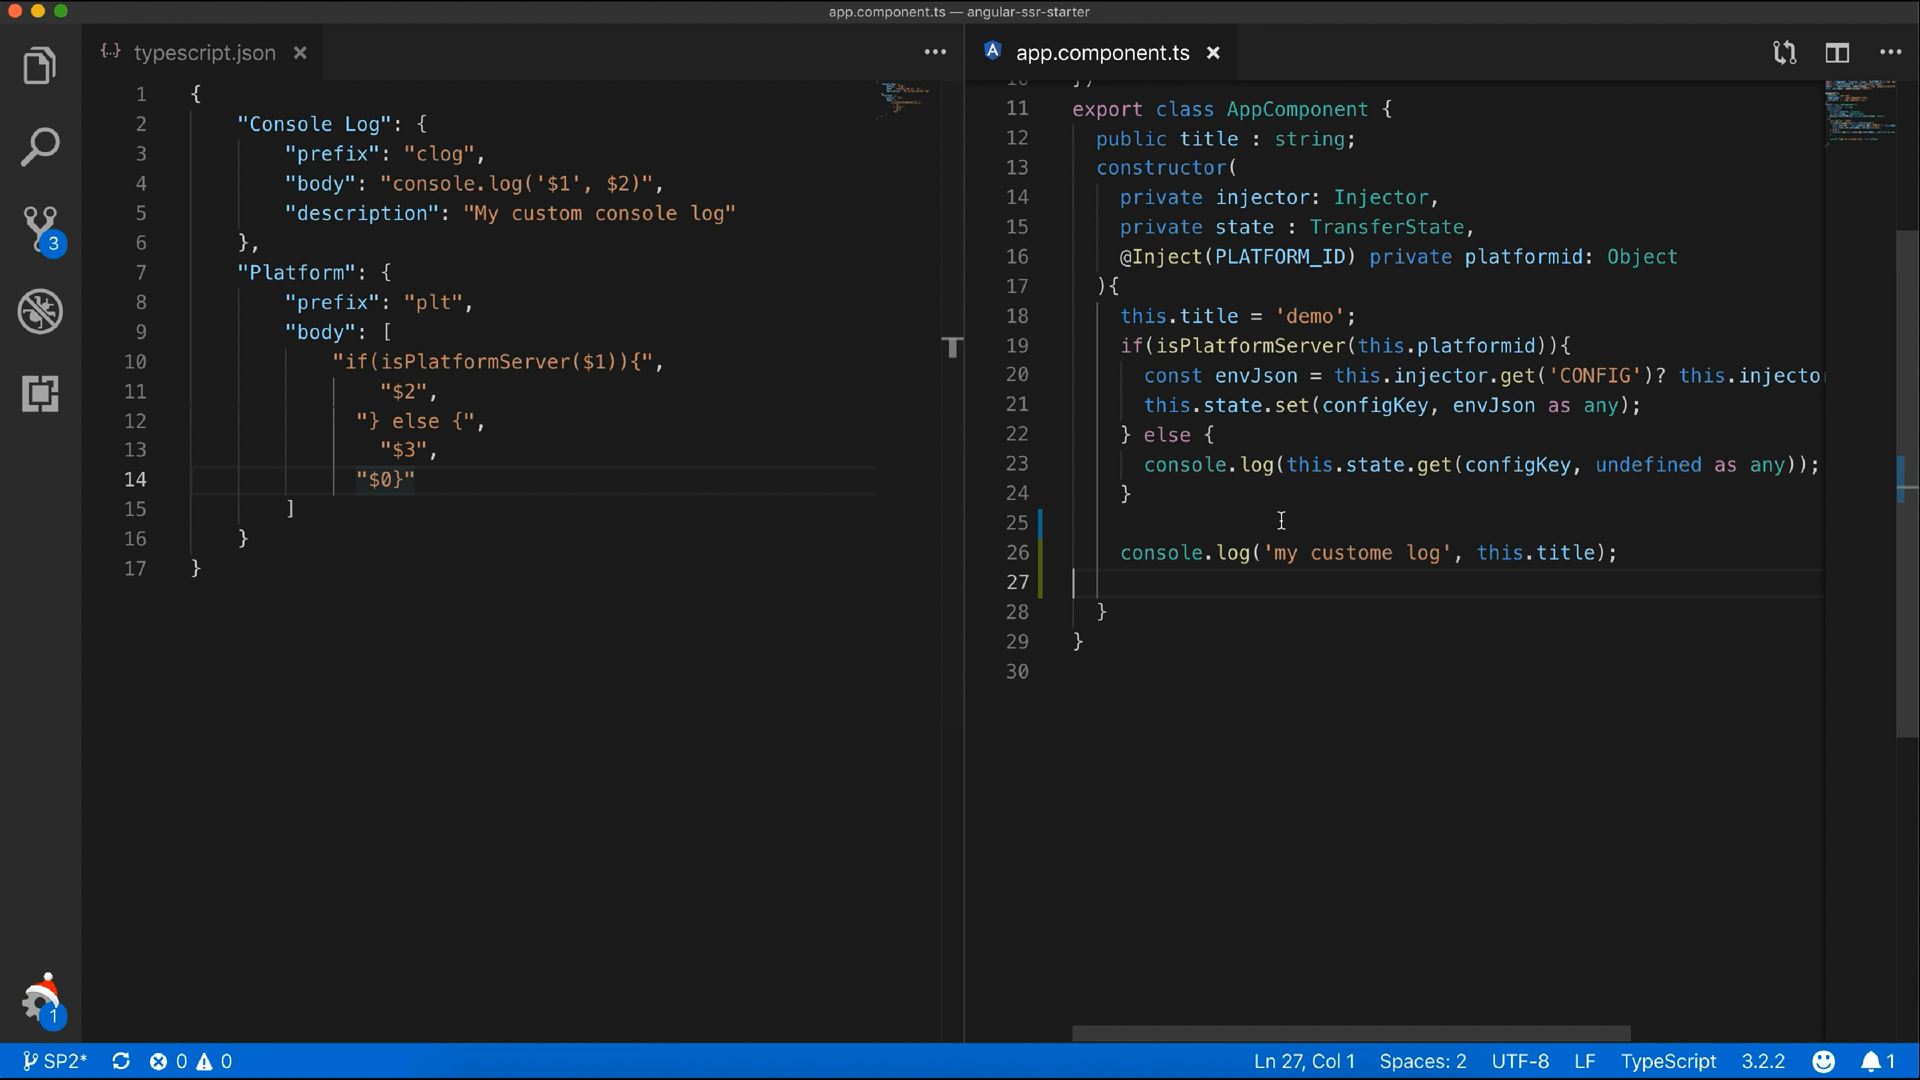 app.component.ts — angular-ssr-starter
{..} typescript.json ×
1 {
2 "Console Log": {
3 "prefix": "clog",
4 "body": "console.log('$1', $2)",
5 "description": "My custom console log"
6 },
7 "Platform": {
8 "prefix": "plt",
9 "body": [
10 "if(isPlatformServer($1)){",
11 "$2",
12 "} else {",
13 "$3",
14 "$0}"
15 ]
16 }
17 }
app.component.ts ×
11 export class AppComponent {
12 public title : string;
13 constructor(
14 private injector: Injector,
15 private state : TransferState,
16 @Inject(PLATFORM_ID) private platformid: Object
17 ){
18 this.title = 'demo';
19 if(isPlatformServer(this.platformid)){
20 const envJson = this.injector.get('CONFIG')? this.injecto
21 this.state.set(configKey, envJson as any);
22 } else {
23 console.log(this.state.get(configKey, undefined as any));
24 }
25
26 console.log('my custome log', this.title);
27
28 }
29 }
30
3
1
SP2* 0 0 Ln 27, Col 1 Spaces: 2 UTF-8 LF TypeScript 3.2.2 1